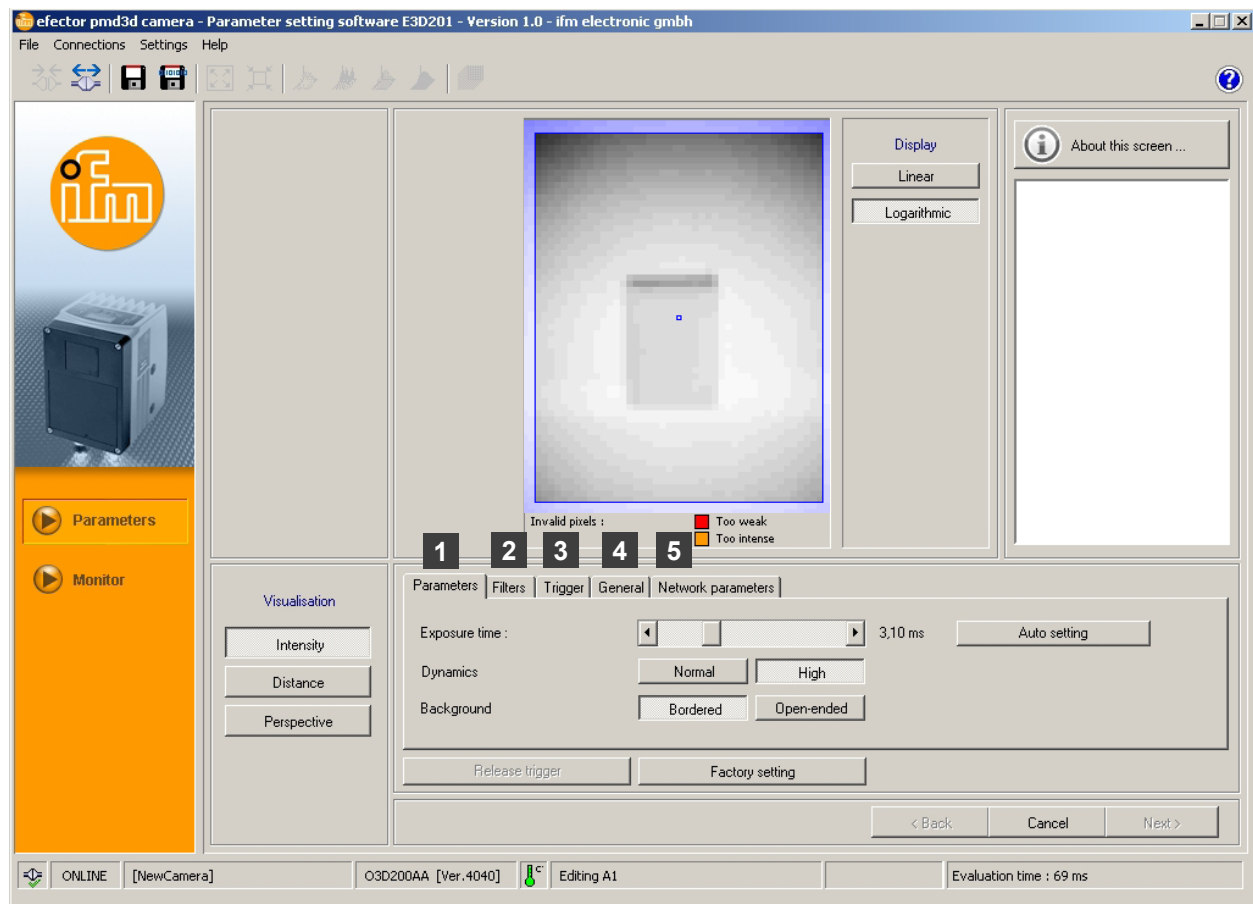 efector pmd3d camera - Parameter setting software E3D201 - Version 1.0 - ifm electronic gmbh
File Connections Settings Help
ifm
Display
Linear
Logarithmic
About this screen ...
Invalid pixels :
Too weak
Too intense
Parameters
Monitor
Visualisation
Intensity
Distance
Perspective
1 2 3 4 5
Parameters Filters Trigger General Network parameters
Exposure time : 3,10 ms Auto setting
Dynamics Normal High
Background Bordered Open-ended
Release trigger Factory setting
< Back Cancel Next >
ONLINE [NewCamera] O3D200AA [Ver.4040] C° Editing A1 Evaluation time : 69 ms